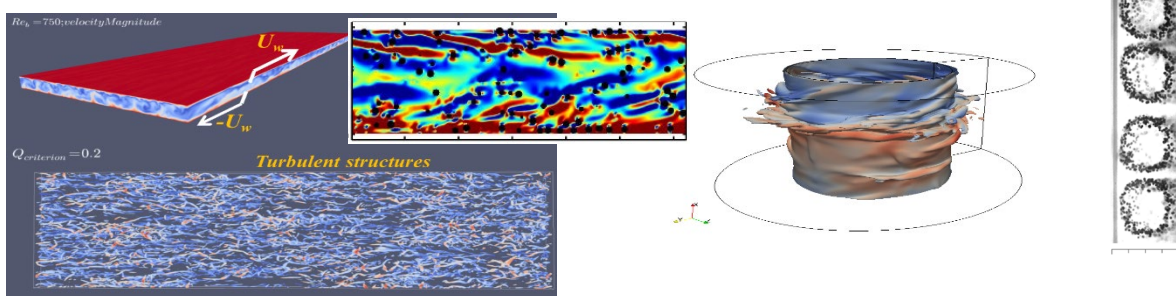 Re_b = 750; velocityMagnitude
U_w
-U_w
Q_criterion = 0.2
Turbulent structures